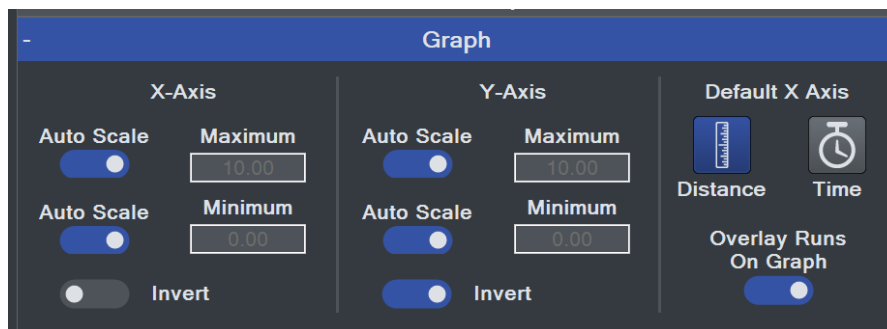 -
Graph
X-Axis
Auto Scale
Maximum
10.00
Auto Scale
Minimum
0.00
Invert
Y-Axis
Auto Scale
Maximum
10.00
Auto Scale
Minimum
0.00
Invert
Default X Axis
Distance
Time
Overlay Runs
On Graph